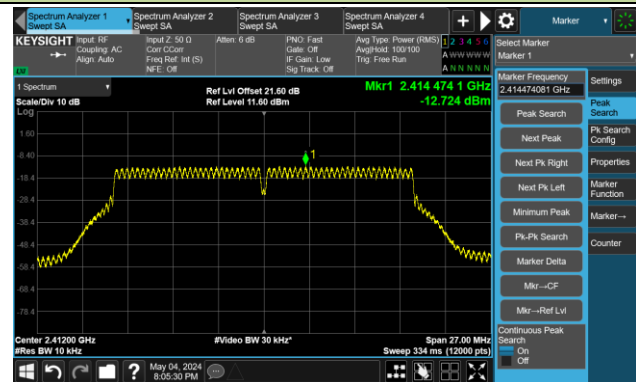 Spectrum Analyzer 1
Swept SA
Spectrum Analyzer 2
Swept SA
Spectrum Analyzer 3
Swept SA
Spectrum Analyzer 4
Swept SA
Marker
KEYSIGHT
Input: RF
Coupling: AC
Align: Auto
Input Z: 50 Ω
Corr CCorr
Freq Ref: Int (S)
NFE: Off
Atten: 6 dB
PNO: Fast
Gate: Off
IF Gain: Low
Sig Track: Off
Avg Type: Power (RMS)
Avg|Hold: 100/100
Trig: Free Run
1 2 3 4 5 6
A W W W W W
A N N N N N
LXI
1 Spectrum
Scale/Div 10 dB
Log
Ref Lvl Offset 21.60 dB
Ref Level 11.60 dBm
Mkr1 2.414 474 1 GHz
-12.724 dBm
1.60
-8.40
-18.4
-28.4
-38.4
-48.4
-58.4
-68.4
-78.4
1
Center 2.41200 GHz
#Res BW 10 kHz
#Video BW 30 kHz*
Span 27.00 MHz
Sweep 334 ms (12000 pts)
Select Marker
Marker 1
Marker Frequency
2.414474081 GHz
Peak Search
Next Peak
Next Pk Right
Next Pk Left
Minimum Peak
Pk-Pk Search
Marker Delta
Mkr→CF
Mkr→Ref Lvl
Continuous Peak
Search
On
Off
Settings
Peak
Search
Pk Search
Config
Properties
Marker
Function
Marker→
Counter
May 04, 2024
8:05:30 PM